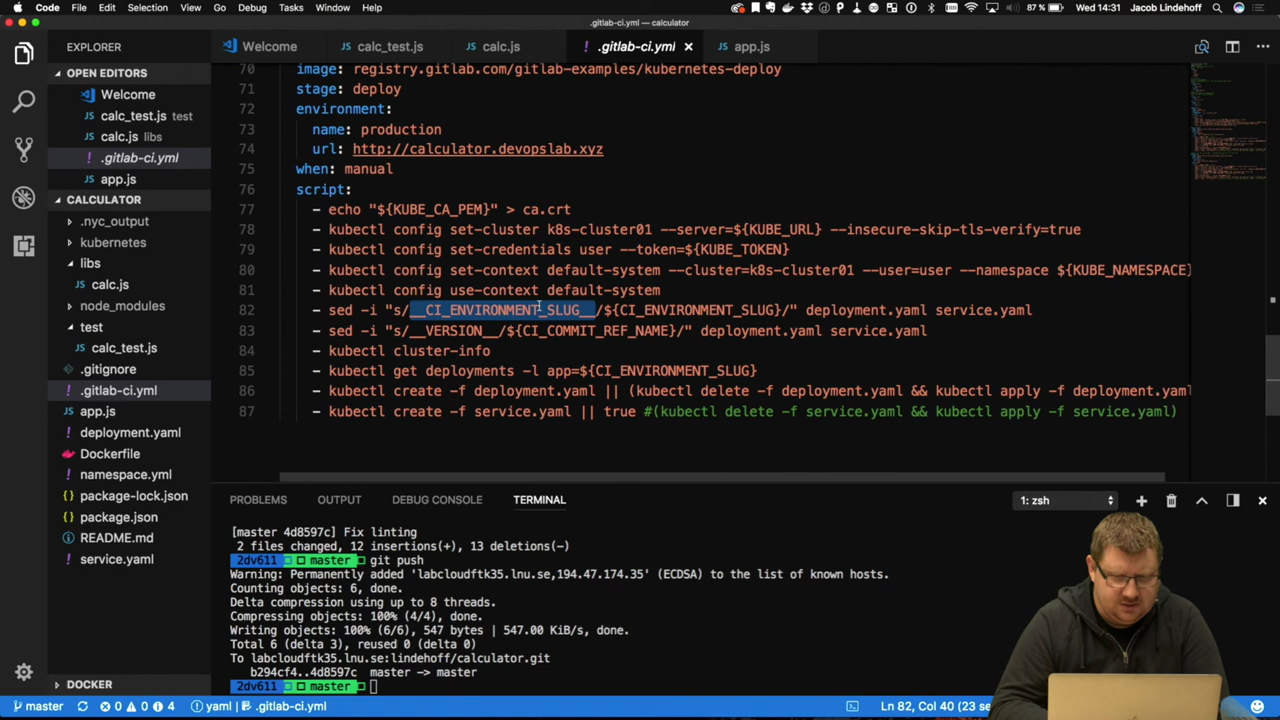 Code File Edit Selection View Go Debug Tasks Window Help 87 % Mon 14:31 Jacob Lindehoff
.gitlab-ci.yml — calculator
EXPLORER
OPEN EDITORS
Welcome
calc_test.js test
calc.js libs
.gitlab-ci.yml
app.js
CALCULATOR
.nyc_output
kubernetes
libs
calc.js
node_modules
test
calc_test.js
.gitignore
.gitlab-ci.yml
app.js
deployment.yaml
Dockerfile
namespace.yml
package-lock.json
package.json
README.md
service.yaml
DOCKER
Welcome calc_test.js calc.js .gitlab-ci.yml app.js
70 image: registry.gitlab.com/gitlab-examples/kubernetes-deploy
71 stage: deploy
72 environment:
73 name: production
74 url: http://calculator.devopslab.xyz
75 when: manual
76 script:
77 - echo "${KUBE_CA_PEM}" > ca.crt
78 - kubectl config set-cluster k8s-cluster01 --server=${KUBE_URL} --insecure-skip-tls-verify=true
79 - kubectl config set-credentials user --token=${KUBE_TOKEN}
80 - kubectl config set-context default-system --cluster=k8s-cluster01 --user=user --namespace ${KUBE_NAMESPACE}
81 - kubectl config use-context default-system
82 - sed -i "s/__CI_ENVIRONMENT_SLUG__/${CI_ENVIRONMENT_SLUG}/" deployment.yaml service.yaml
83 - sed -i "s/__VERSION__/${CI_COMMIT_REF_NAME}/" deployment.yaml service.yaml
84 - kubectl cluster-info
85 - kubectl get deployments -l app=${CI_ENVIRONMENT_SLUG}
86 - kubectl create -f deployment.yaml || (kubectl delete -f deployment.yaml && kubectl apply -f deployment.yam
87 - kubectl create -f service.yaml || true #(kubectl delete -f service.yaml && kubectl apply -f service.yaml)
PROBLEMS OUTPUT DEBUG CONSOLE TERMINAL 1: zsh
[master 4d8597c] Fix linting
2 files changed, 12 insertions(+), 13 deletions(-)
2dv611 master git push
Warning: Permanently added 'labcloudftk35.lnu.se,194.47.174.35' (ECDSA) to the list of known hosts.
Counting objects: 6, done.
Delta compression using up to 8 threads.
Compressing objects: 100% (4/4), done.
Writing objects: 100% (6/6), 547 bytes | 547.00 KiB/s, done.
Total 6 (delta 3), reused 0 (delta 0)
To labcloudftk35.lnu.se:lindehoff/calculator.git
b294cf4..4d8597c master -> master
2dv611 master
master 0 0 4 yaml .gitlab-ci.yml Ln 82, Col 40 (23 se